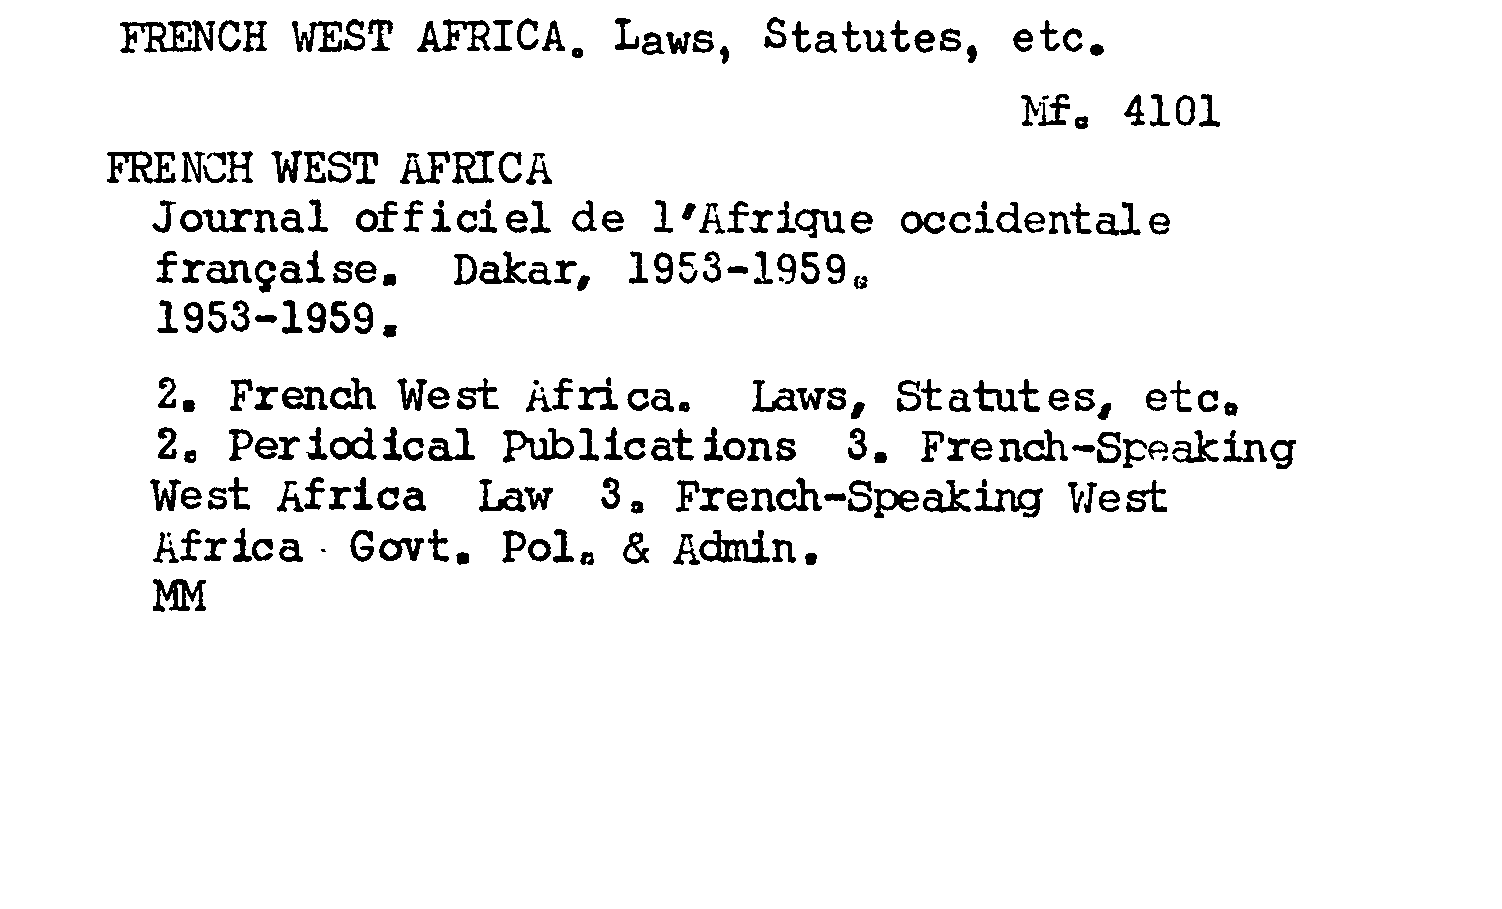 FRENCH WEST AFRICA. Laws, Statutes, etc.
Mf. 4101
FRENCH WEST AFRICA
Journal officiel de l'Afrique occidentale
française. Dakar, 1953-1959.
1953-1959.
2. French West Africa. Laws, Statutes, etc.
2. Periodical Publications 3. French-Speaking
West Africa Law 3. French-Speaking West
Africa Govt. Pol. & Admin.
MM